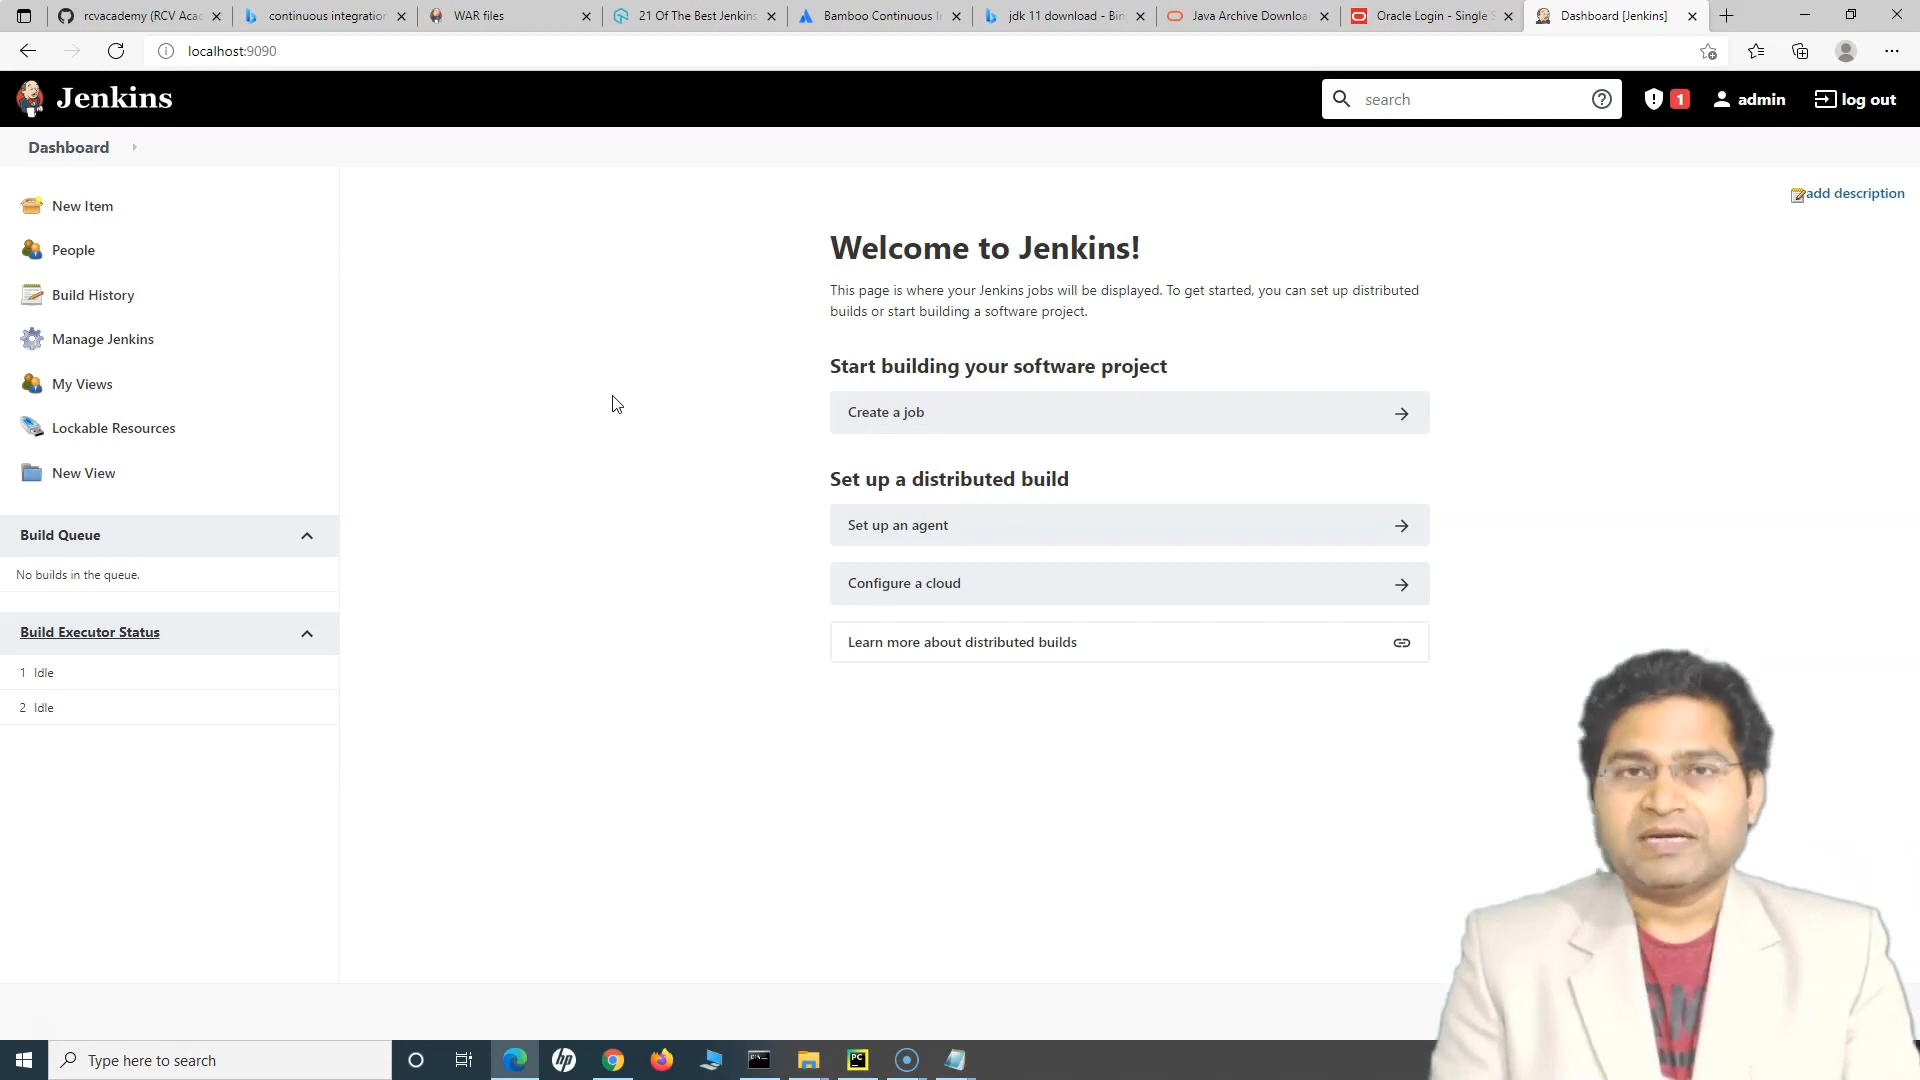 rcvacademy (RCV Aca
continuous integration
WAR files
21 Of The Best Jenkins
Bamboo Continuous I
jdk 11 download - Bin
Java Archive Downloa
Oracle Login - Single S
Dashboard [Jenkins]
localhost:9090
Jenkins
search
1
admin
log out
Dashboard
add description
New Item
People
Build History
Manage Jenkins
My Views
Lockable Resources
New View
Build Queue
No builds in the queue.
Build Executor Status
1 Idle
2 Idle
Welcome to Jenkins!
This page is where your Jenkins jobs will be displayed. To get started, you can set up distributed
builds or start building a software project.
Start building your software project
Create a job
Set up a distributed build
Set up an agent
Configure a cloud
Learn more about distributed builds
Type here to search
hp
PC